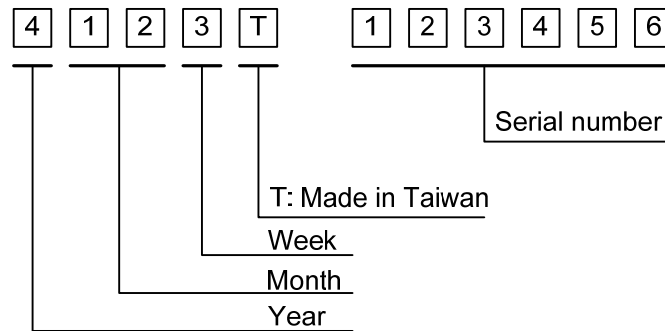 4 1 2 3 T 1 2 3 4 5 6
Serial number
T: Made in Taiwan
Week
Month
Year